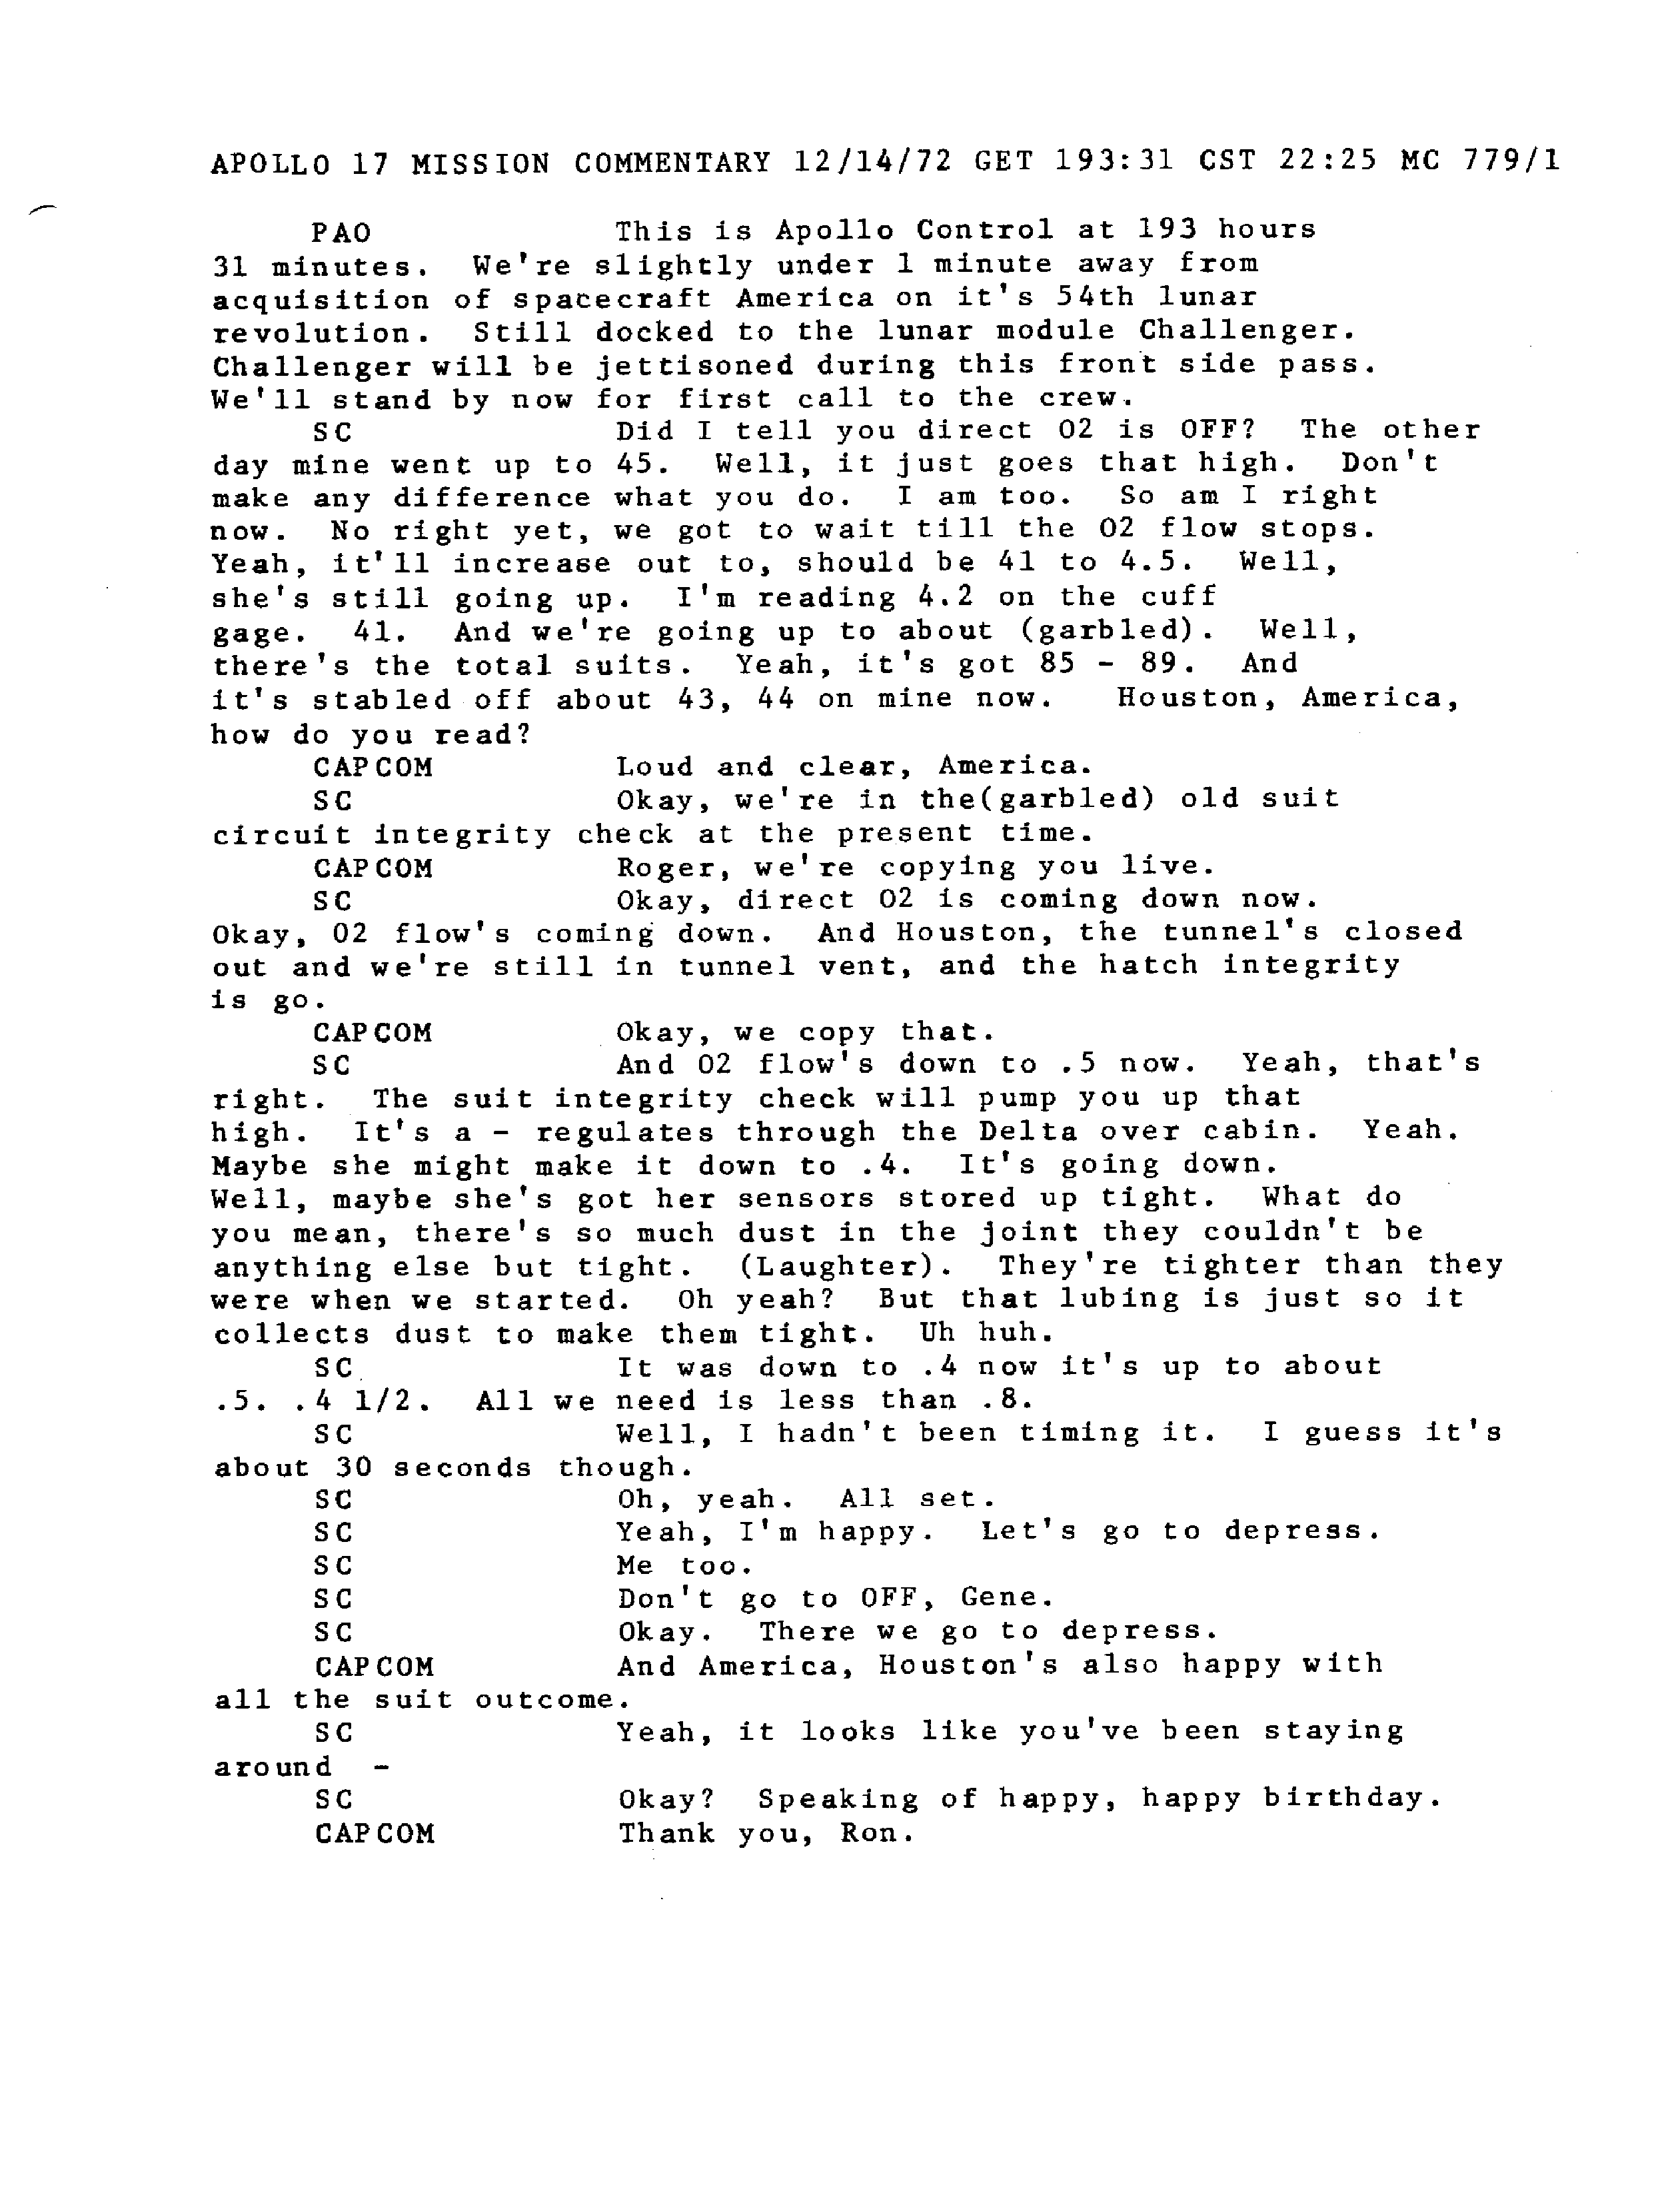 APOLLO 17 MISSION COMMENTARY 12/14/72 GET 193:31 CST 22:25 MC 779/1
PAO This is Apollo Control at 193 hours
31 minutes. We're slightly under 1 minute away from
acquisition of spacecraft America on it's 54th lunar
revolution. Still docked to the lunar module Challenger.
Challenger will be jettisoned during this front side pass.
We'll stand by now for first call to the crew.
SC Did I tell you direct O2 is OFF? The other
day mine went up to 45. Well, it just goes that high. Don't
make any difference what you do. I am too. So am I right
now. No right yet, we got to wait till the O2 flow stops.
Yeah, it'll increase out to, should be 41 to 4.5. Well,
she's still going up. I'm reading 4.2 on the cuff
gage. 41. And we're going up to about (garbled). Well,
there's the total suits. Yeah, it's got 85 - 89. And
it's stabled off about 43, 44 on mine now. Houston, America,
how do you read?
CAPCOM Loud and clear, America.
SC Okay, we're in the(garbled) old suit
circuit integrity check at the present time.
CAPCOM Roger, we're copying you live.
SC Okay, direct O2 is coming down now.
Okay, O2 flow's coming down. And Houston, the tunnel's closed
out and we're still in tunnel vent, and the hatch integrity
is go.
CAPCOM Okay, we copy that.
SC And O2 flow's down to .5 now. Yeah, that's
right. The suit integrity check will pump you up that
high. It's a - regulates through the Delta over cabin. Yeah.
Maybe she might make it down to .4. It's going down.
Well, maybe she's got her sensors stored up tight. What do
you mean, there's so much dust in the joint they couldn't be
anything else but tight. (Laughter). They're tighter than they
were when we started. Oh yeah? But that lubing is just so it
collects dust to make them tight. Uh huh.
SC It was down to .4 now it's up to about
.5. .4 1/2. All we need is less than .8.
SC Well, I hadn't been timing it. I guess it's
about 30 seconds though.
SC Oh, yeah. All set.
SC Yeah, I'm happy. Let's go to depress.
SC Me too.
SC Don't go to OFF, Gene.
SC Okay. There we go to depress.
CAPCOM And America, Houston's also happy with
all the suit outcome.
SC Yeah, it looks like you've been staying
around -
SC Okay? Speaking of happy, happy birthday.
CAPCOM Thank you, Ron.